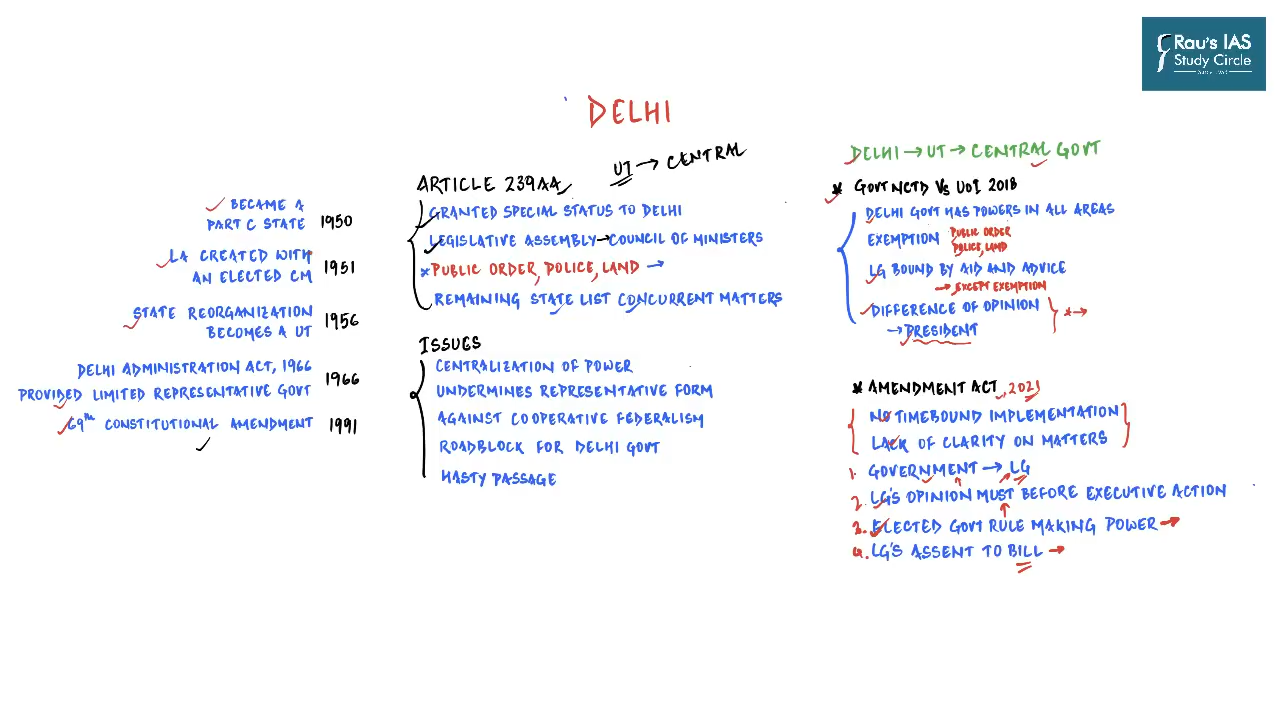 Rau's IAS
Study Circle
DELHI
BECAME A
PART C STATE 1950
LA CREATED WITH
AN ELECTED CM 1951
STATE REORGANIZATION
BECOMES A UT 1956
DELHI ADMINISTRATION ACT, 1966
PROVIDED LIMITED REPRESENTATIVE GOVT 1966
69th CONSTITUTIONAL AMENDMENT 1991
UT → CENTRAL
ARTICLE 239AA
GRANTED SPECIAL STATUS TO DELHI
LEGISLATIVE ASSEMBLY → COUNCIL OF MINISTERS
* PUBLIC ORDER, POLICE, LAND →
REMAINING STATE LIST CONCURRENT MATTERS
ISSUES
CENTRALIZATION OF POWER
UNDERMINES REPRESENTATIVE FORM
AGAINST COOPERATIVE FEDERALISM
ROADBLOCK FOR DELHI GOVT
HASTY PASSAGE
DELHI → UT → CENTRAL GOVT
* GOVT NCTD Vs UOI 2018
DELHI GOVT HAS POWERS IN ALL AREAS
EXEMPTION PUBLIC ORDER
POLICE, LAND
LG BOUND BY AID AND ADVICE
→ EXCEPT EXEMPTION
DIFFERENCE OF OPINION
→ PRESIDENT * →
* AMENDMENT ACT, 2021
NO TIMEBOUND IMPLEMENTATION
LACK OF CLARITY ON MATTERS
1. GOVERNMENT → LG
2. LG'S OPINION MUST BEFORE EXECUTIVE ACTION
3. ELECTED GOVT RULE MAKING POWER →
4. LG'S ASSENT TO BILL →